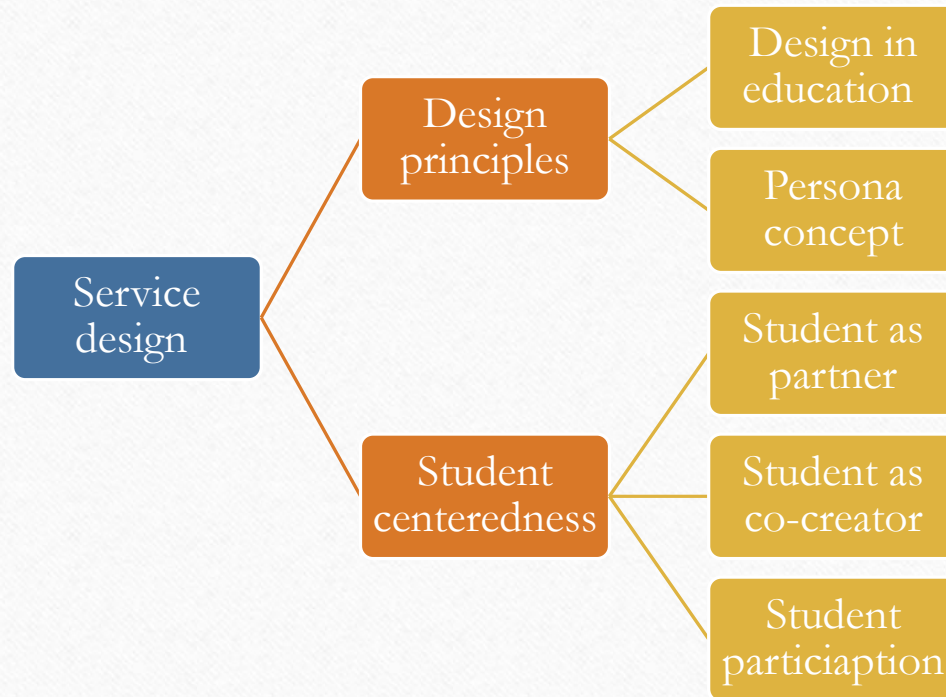 Service
design
Design
principles
Design in
education
Persona
concept
Student
centeredness
Student as
partner
Student as
co-creator
Student
particiaption